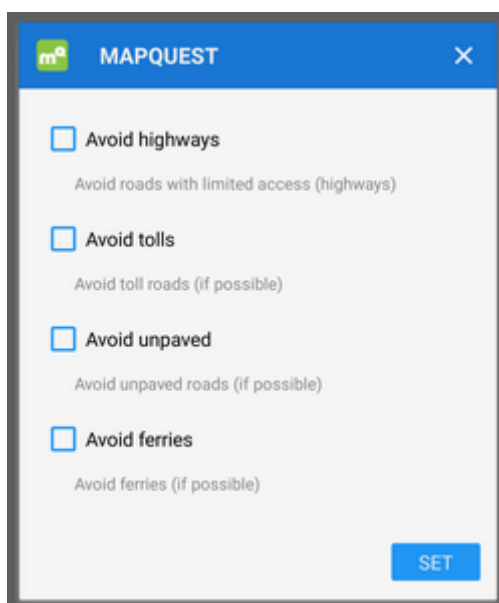 mq MAPQUEST
Avoid highways
Avoid roads with limited access (highways)
Avoid tolls
Avoid toll roads (if possible)
Avoid unpaved
Avoid unpaved roads (if possible)
Avoid ferries
Avoid ferries (if possible)
SET